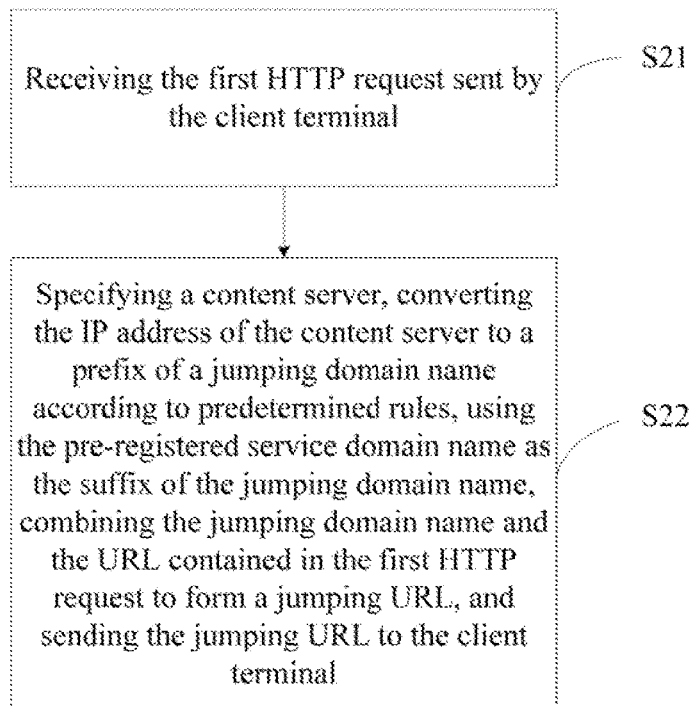 Receiving the first HTTP request sent by
the client terminal
S21
Specifying a content server, converting
the IP address of the content server to a
prefix of a jumping domain name
according to predetermined rules, using
the pre-registered service domain name as
the suffix of the jumping domain name,
combining the jumping domain name and
the URL contained in the first HTTP
request to form a jumping URL, and
sending the jumping URL to the client
terminal
S22